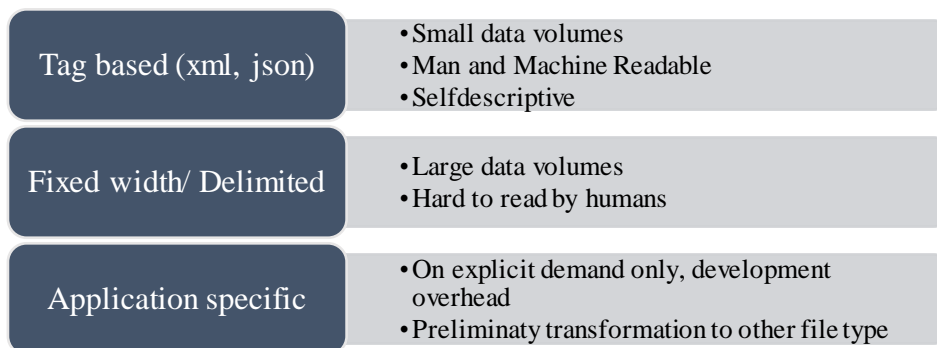 Tag based (xml, json)
•Small data volumes
•Man and Machine Readable
•Selfdescriptive
Fixed width/ Delimited
•Large data volumes
•Hard to read by humans
Application specific
•On explicit demand only, development
overhead
•Preliminaty transformation to other file type